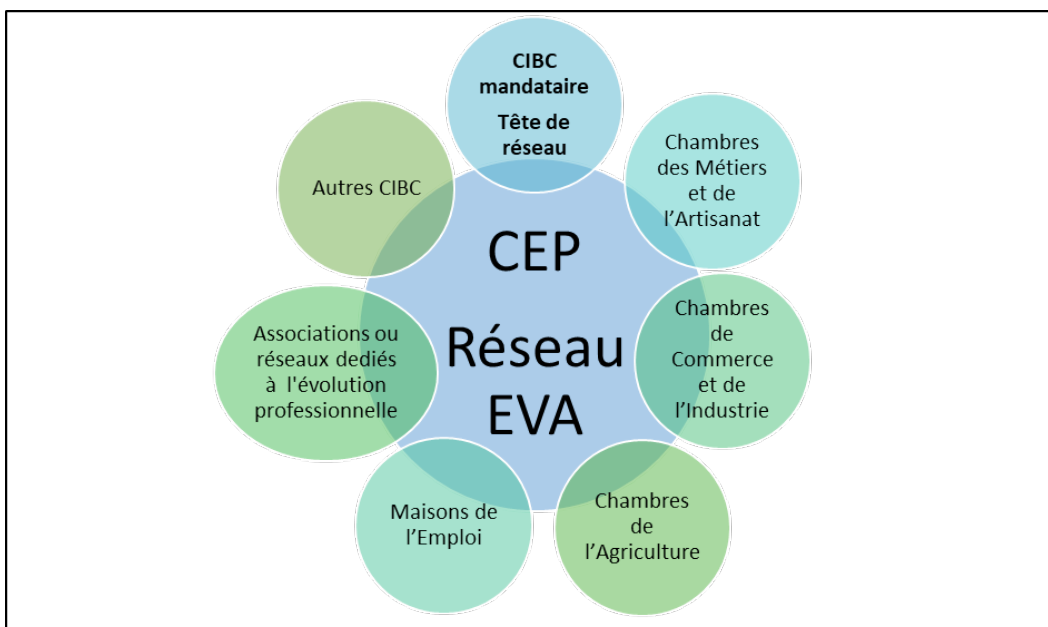 CIBC
mandataire
Tête de
réseau
Chambres
des Métiers
et de
l’Artisanat
Chambres
de
Commerce
et de
l’Industrie
Chambres
de
l’Agriculture
Maisons de
l’Emploi
Associations ou
réseaux dediés
à l'évolution
professionnelle
Autres CIBC
CEP
Réseau
EVA